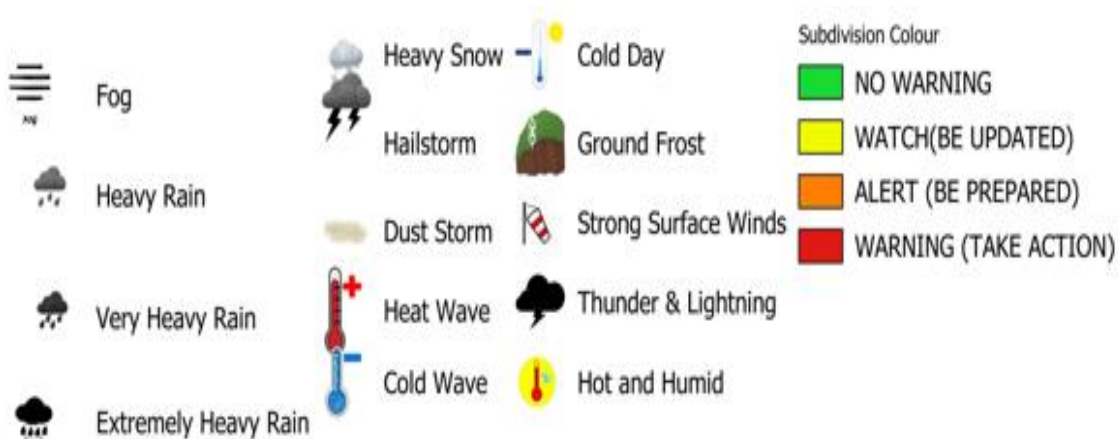 Fog
Heavy Rain
Very Heavy Rain
Extremely Heavy Rain
Heavy Snow
Hailstorm
Dust Storm
Heat Wave
Cold Wave
Cold Day
Ground Frost
Strong Surface Winds
Thunder & Lightning
Hot and Humid
Subdivision Colour
NO WARNING
WATCH(BE UPDATED)
ALERT (BE PREPARED)
WARNING (TAKE ACTION)